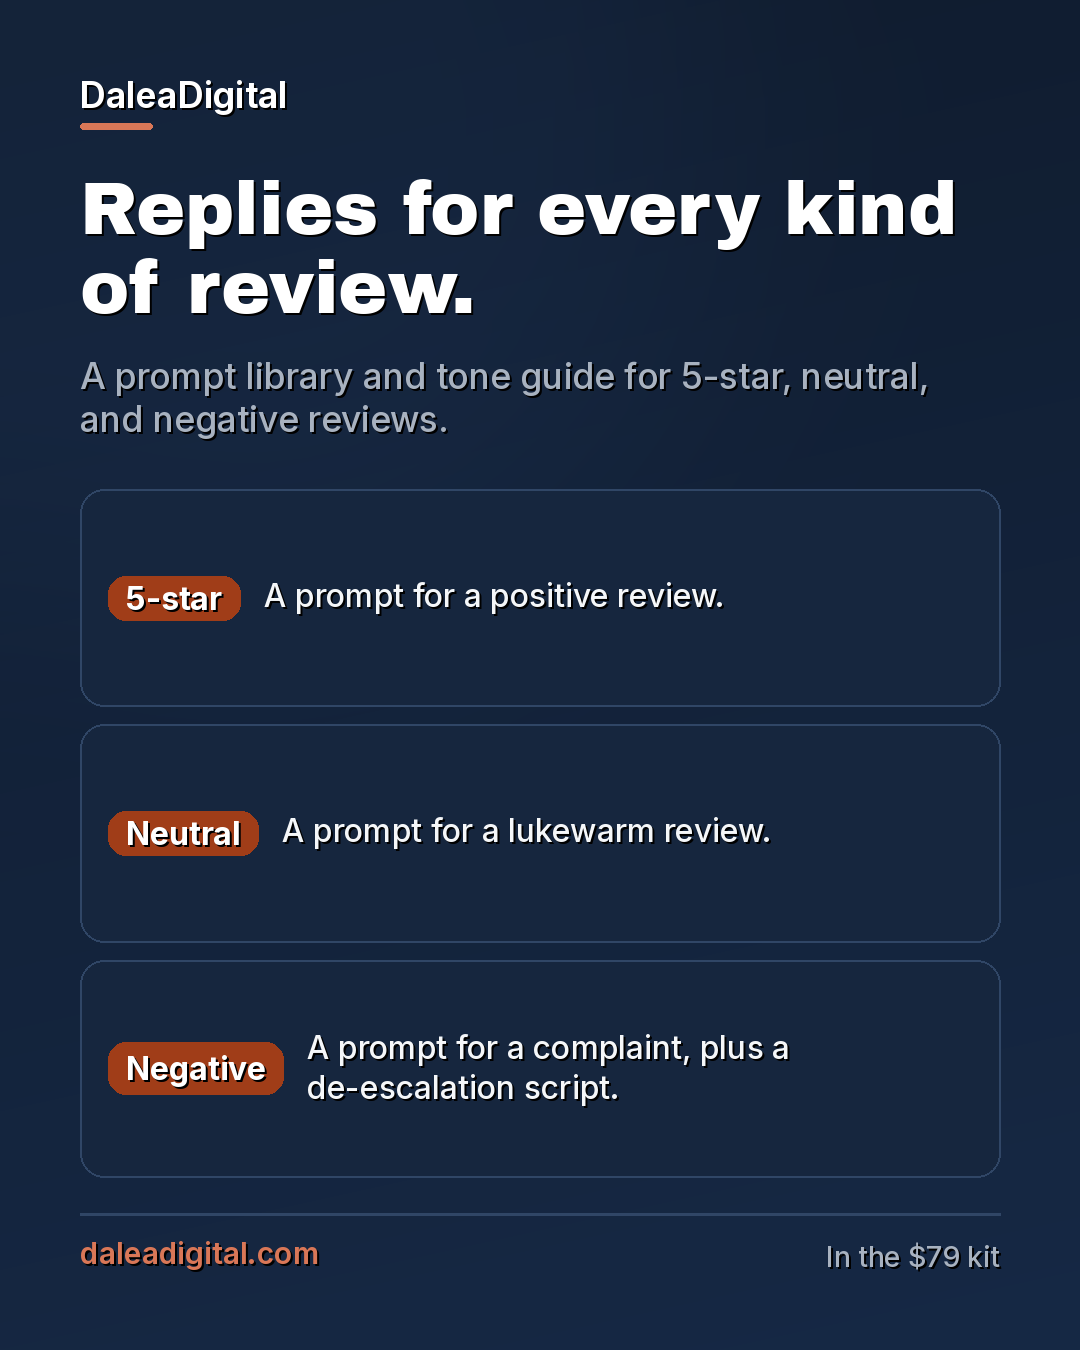 DaleaDigital
Replies for every kind
of review.
A prompt library and tone guide for 5-star, neutral,
and negative reviews.
5-star A prompt for a positive review.
Neutral A prompt for a lukewarm review.
Negative A prompt for a complaint, plus a
de-escalation script.
daleadigital.com In the $79 kit